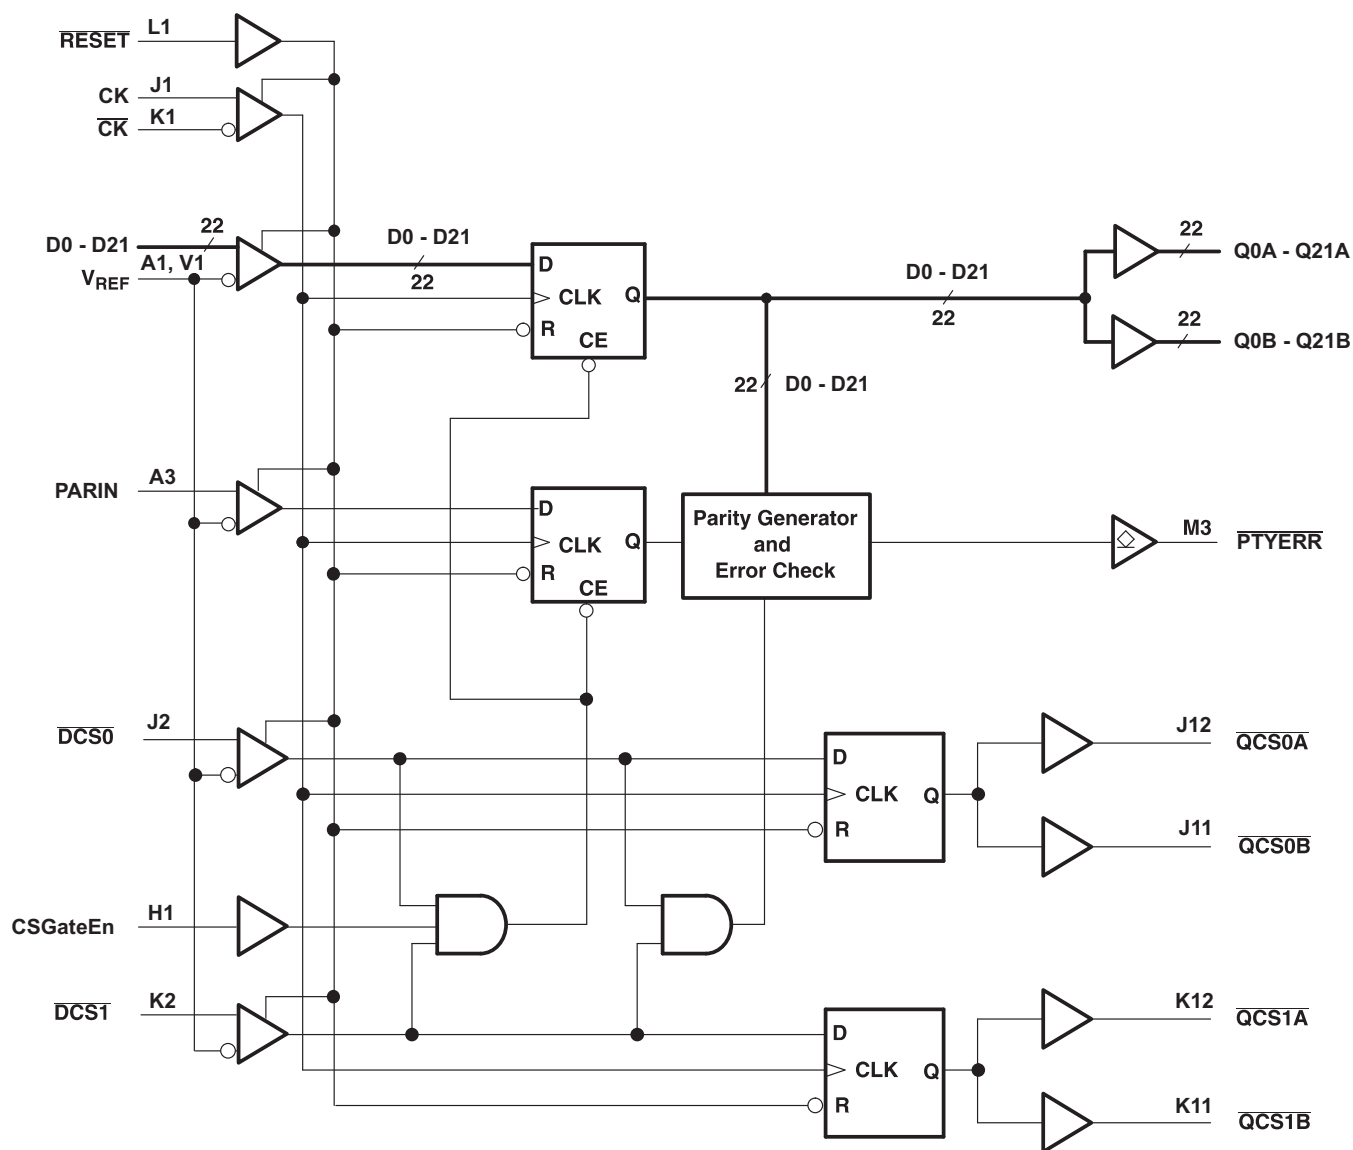 RESET L1
CK J1
CK K1
D0 - D21 22
VREF A1, V1
D0 - D21
22
D
CLK
R
CE
Q
D0 - D21
22
22
Q0A - Q21A
22
Q0B - Q21B
22 D0 - D21
PARIN A3
D
CLK
R
CE
Q
Parity Generator
and
Error Check
M3 PTYERR
DCS0 J2
D
CLK
R
Q
J12 QCS0A
J11 QCS0B
CSGateEn H1
DCS1 K2
D
CLK
R
Q
K12 QCS1A
K11 QCS1B